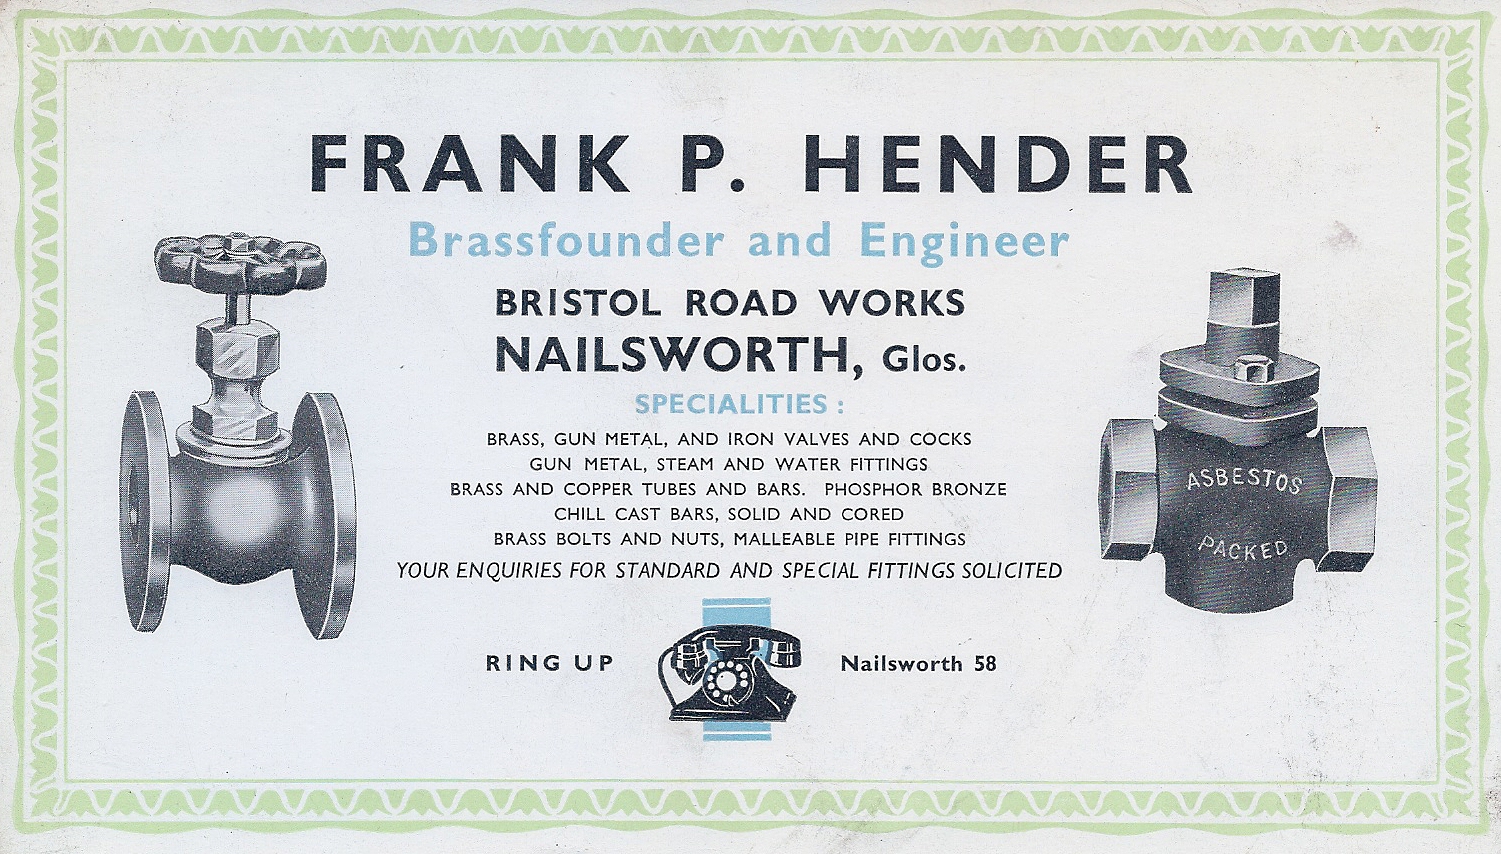 FRANK P. HENDER
Brassfounder and Engineer
BRISTOL ROAD WORKS
NAILSWORTH, Glos.
SPECIALITIES :
BRASS, GUN METAL, AND IRON VALVES AND COCKS
GUN METAL, STEAM AND WATER FITTINGS
BRASS AND COPPER TUBES AND BARS. PHOSPHOR BRONZE
CHILL CAST BARS, SOLID AND CORED
BRASS BOLTS AND NUTS, MALLEABLE PIPE FITTINGS
YOUR ENQUIRIES FOR STANDARD AND SPECIAL FITTINGS SOLICITED
ASBESTOS
PACKED
RING UP Nailsworth 58